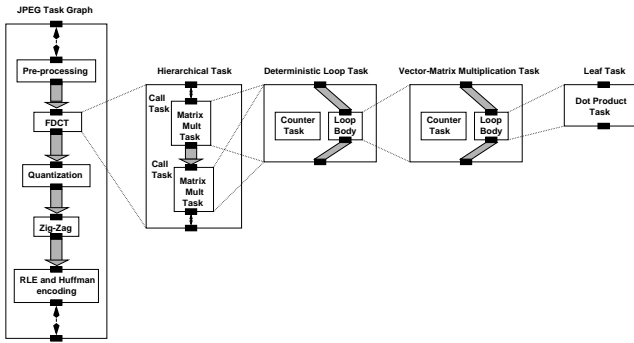 JPEG Task Graph
Pre-processing
FDCT
Quantization
Zig-Zag
RLE and Huffman
encoding
Hierarchical Task
Call
Task
Matrix
Mult
Task
Call
Task
Matrix
Mult
Task
Deterministic Loop Task
Counter
Task
Loop
Body
Vector-Matrix Multiplication Task
Counter
Task
Loop
Body
Leaf Task
Dot Product
Task